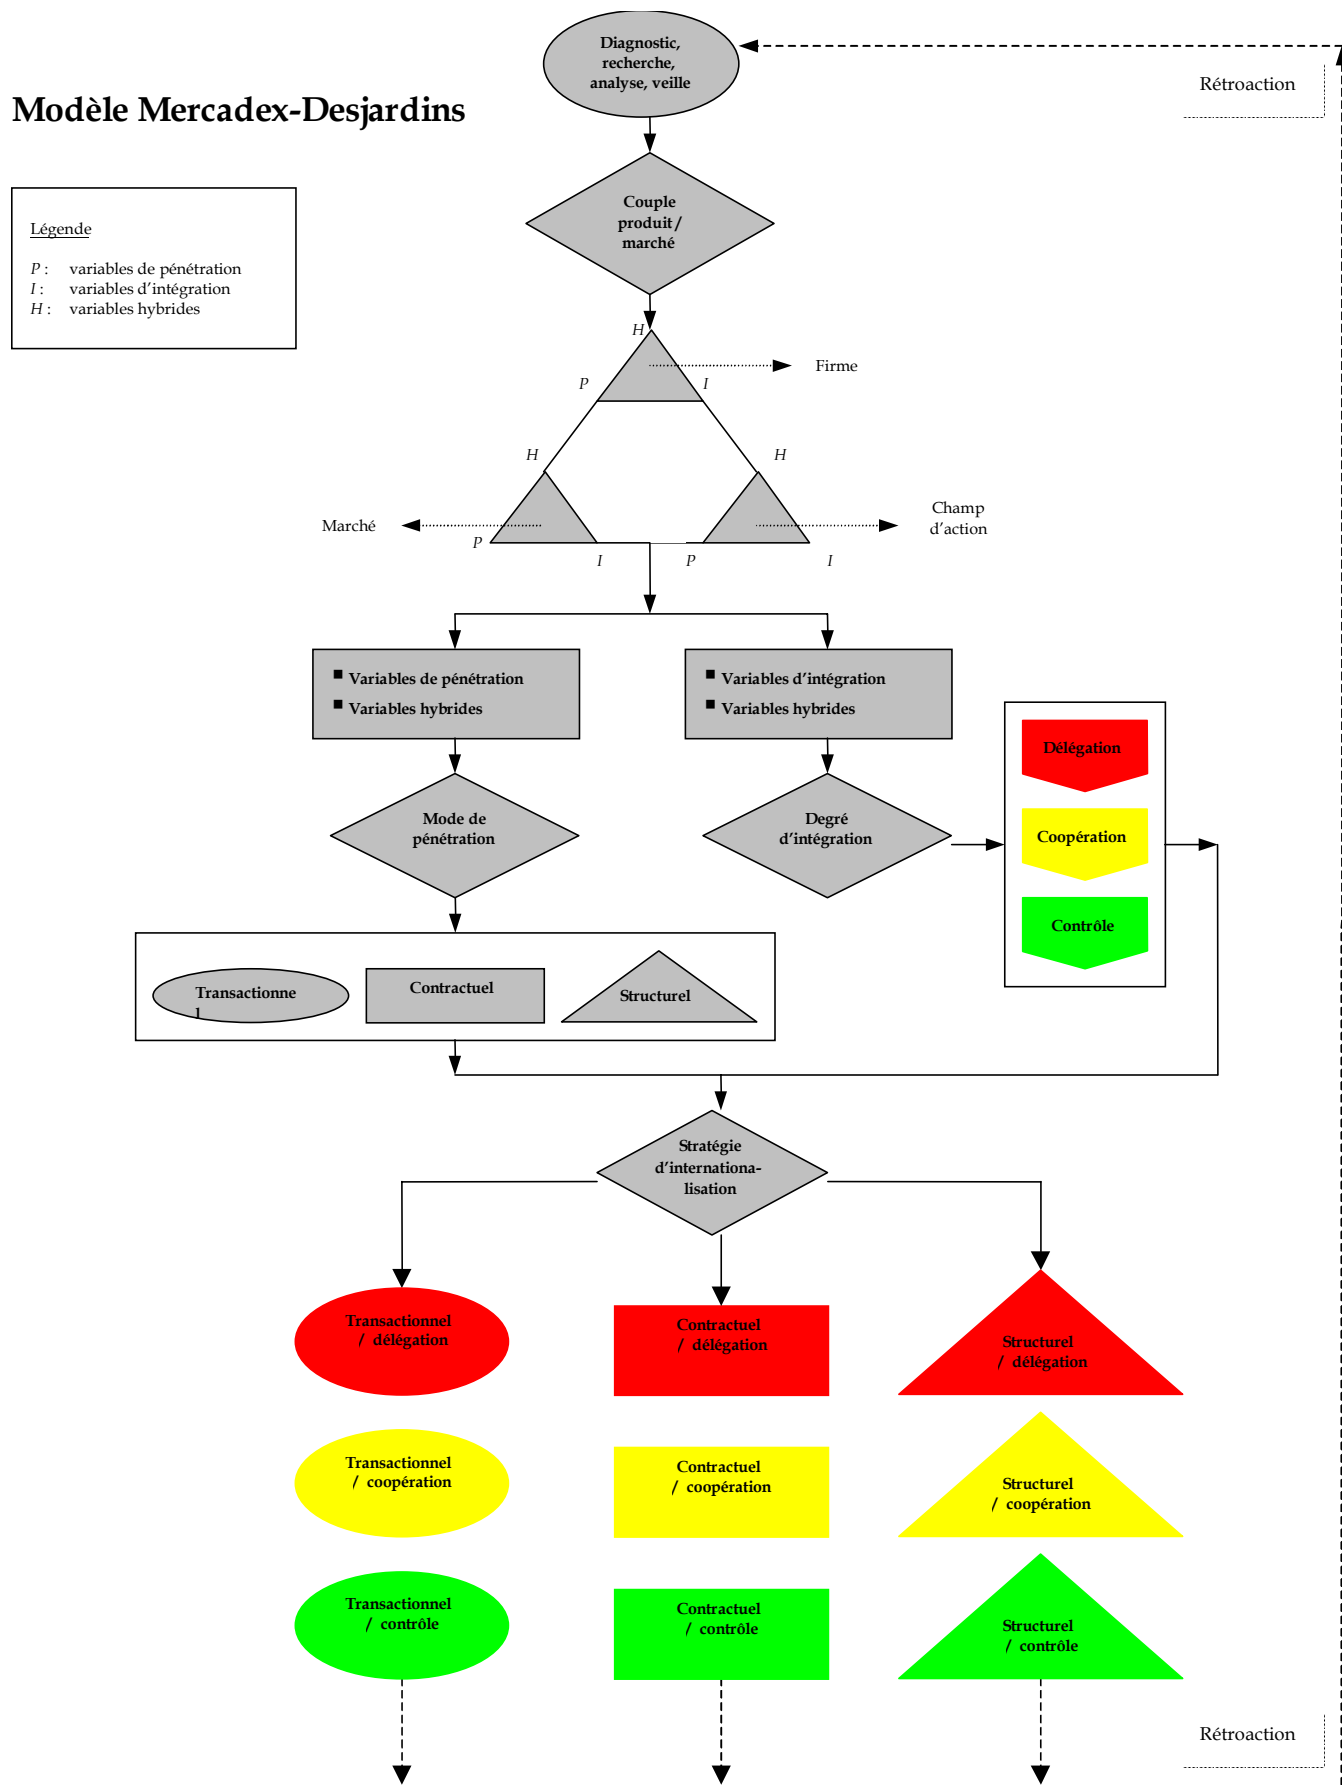 Diagnostic,
recherche,
analyse, veille
Rétroaction
Modèle Mercadex-Desjardins
Couple
produit /
marché
Légende
P : variables de pénétration
I : variables d'intégration
H : variables hybrides
H
Firme
P
I
H
H
Marché
Champ
d'action
P
I
P
I
▪ Variables de pénétration
▪ Variables hybrides
▪ Variables d'intégration
▪ Variables hybrides
Mode de
pénétration
Degré
d'intégration
Délégation
Coopération
Contrôle
Transactionne
l
Contractuel
Structurel
Stratégie
d'internationa-
lisation
Transactionnel
/ délégation
Contractuel
/ délégation
Structurel
/ délégation
Transactionnel
/ coopération
Contractuel
/ coopération
Structurel
/ coopération
Transactionnel
/ contrôle
Contractuel
/ contrôle
Structurel
/ contrôle
Rétroaction